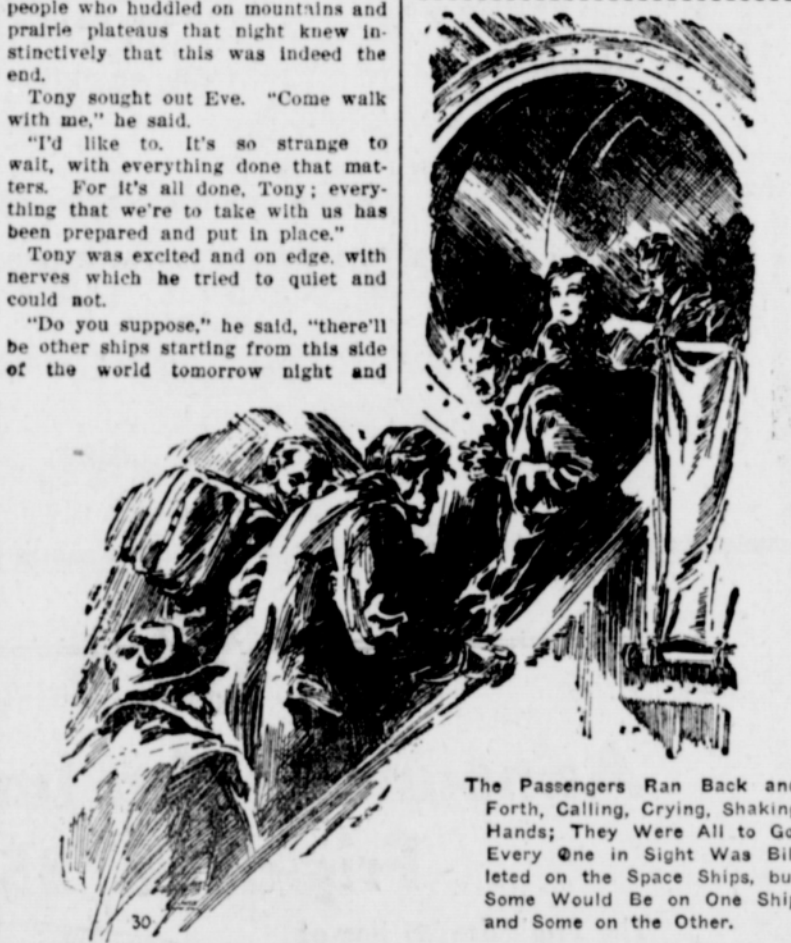 people who huddled on mountains and
prairie plateaus that night knew in-
stinctively that this was indeed the
end.
Tony sought out Eve. "Come walk
with me," he said.
"I'd like to. It's so strange to
wait, with everything done that mat-
ters. For it's all done, Tony; every-
thing that we're to take with us has
been prepared and put in place."
Tony was excited and on edge, with
nerves which he tried to quiet and
could not.
"Do you suppose," he said, "there'll
be other ships starting from this side
of the world tomorrow night and
The Passengers Ran Back and
Forth, Calling, Crying, Shaking
Hands; They Were All to Go
Every One in Sight Was Bil
leted on the Space Ships, but
Some Would Be on One Ship
and Some on the Other.
30